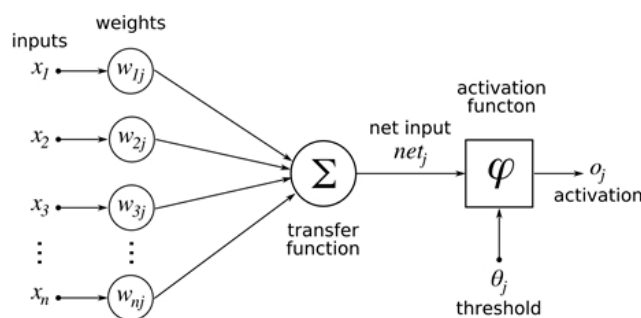 weights
inputs
x₁
w₁ⱼ
x₂
w₂ⱼ
x₃
w₃ⱼ
⋮
⋮
xₙ
wₙⱼ
Σ
transfer
function
net input
netⱼ
activation
functon
φ
oⱼ
activation
θⱼ
threshold